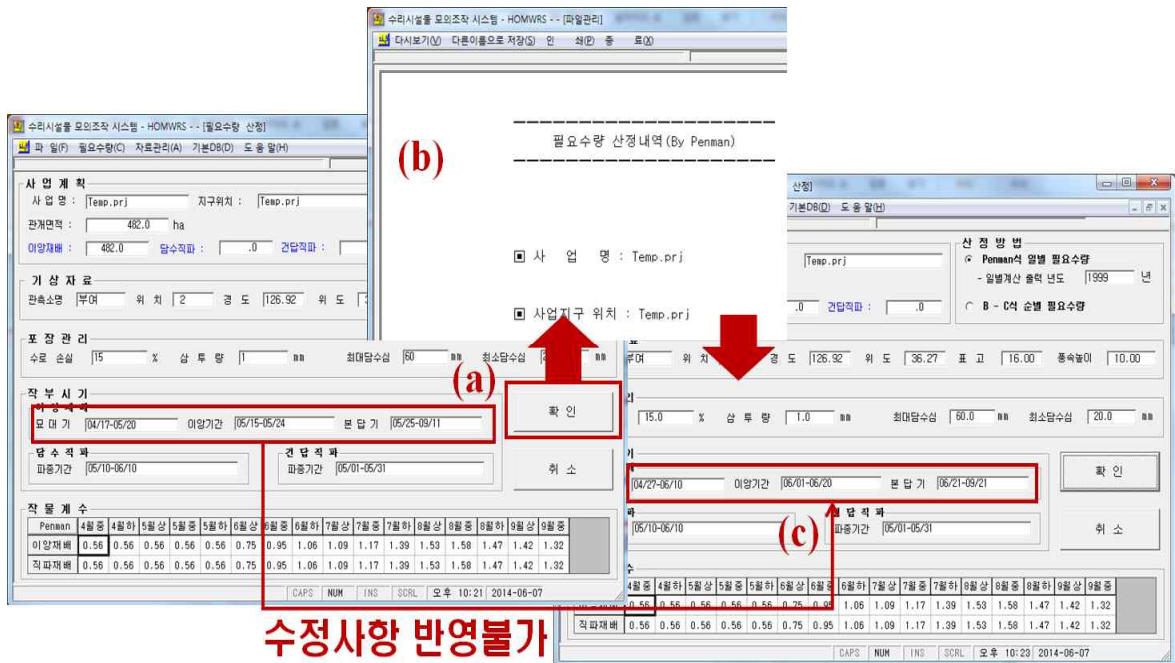 수리시설물 모의조작 시스템 - HOMWRS - - [파일관리]
다시보기(V) 다른이름으로 저장(S) 인 쇄(P) 종 료(X)
필요수량 산정내역(By Penman)
(b)
▣ 사 업 명 : Temp.prj
▣ 사업지구 위치 : Temp.prj
수리시설물 모의조작 시스템 - HOMWRS - - [필요수량 산정]
파 일(F) 필요수량(C) 자료관리(A) 기본DB(D) 도 움 말(H)
사 업 계 획
사 업 명 : Temp.prj 지구위치 : Temp.prj
관개면적 : 482.0 ha
이앙재배 : 482.0 담수직파 : .0 건답직파 :
기 상 자 료
관측소명 부여 위 치 2 경 도 126.92 위 도
포 장 관 리
수로 손실 15 % 삼 투 량 1 mm 최대담수심 60 mm 최소담수심 mm
(a)
작 부 시 기
이 앙 재 배
묘 대 기 04/17-05/20 이앙기간 05/15-05/24 본 답 기 05/25-09/11
확 인
담 수 직 파
파종기간 05/10-06/10
건 답 직 파
파종기간 05/01-05/31
취 소
작 물 계 수
Penman 4월중 4월하 5월상 5월중 5월하 6월상 6월중 6월하 7월상 7월중 7월하 8월상 8월중 8월하 9월상 9월중
이앙재배 0.56 0.56 0.56 0.56 0.56 0.75 0.95 1.06 1.09 1.17 1.39 1.53 1.58 1.47 1.42 1.32
직파재배 0.56 0.56 0.56 0.56 0.56 0.75 0.95 1.06 1.09 1.17 1.39 1.53 1.58 1.47 1.42 1.32
CAPS NUM INS SCRL 오후 10:21 2014-06-07
수정사항 반영불가
산정]
기본DB(D) 도 움 말(H)
Temp.prj
.0 건답직파 : .0
산 정 방 법
Penman식 일별 필요수량
- 일별계산 출력 년도 1999 년
B - C식 순별 필요수량
부여 위 치 경 도 126.92 위 도 36.27 표 고 16.00 풍속높이 10.00
15.0 % 삼 투 량 1.0 mm 최대담수심 60.0 mm 최소담수심 20.0 mm
04/27-06/10 이앙기간 06/01-06/20 본 답 기 06/21-09/21
확 인
05/10-06/10
답 직 파
파종기간 05/01-05/31
(c)
취 소
4월중 4월하 5월상 5월중 5월하 6월상 6월중 6월하 7월상 7월중 7월하 8월상 8월중 8월하 9월상 9월중
0.56 0.56 0.56 0.56 0.56 0.75 0.95 1.06 1.09 1.17 1.39 1.53 1.58 1.47 1.42 1.32
직파재배 0.56 0.56 0.56 0.56 0.56 0.75 0.95 1.06 1.09 1.17 1.39 1.53 1.58 1.47 1.42 1.32
CAPS NUM INS SCRL 오후 10:23 2014-06-07